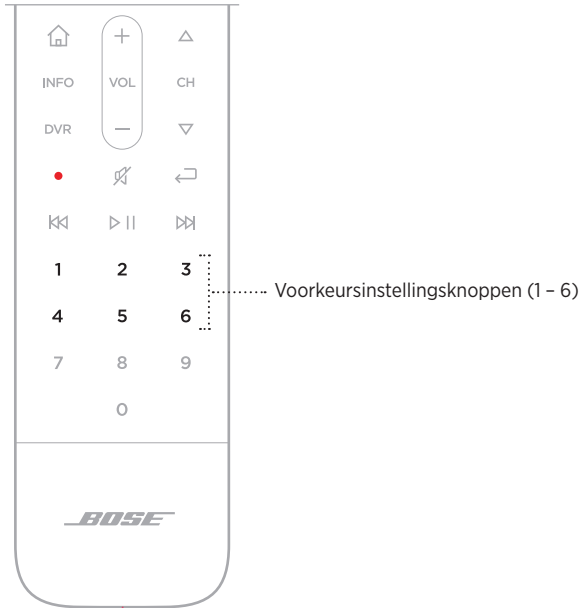 INFO VOL CH
DVR
1 2 3
Voorkeursinstellingsknoppen (1 – 6)
4 5 6
7 8 9
0
BOSE